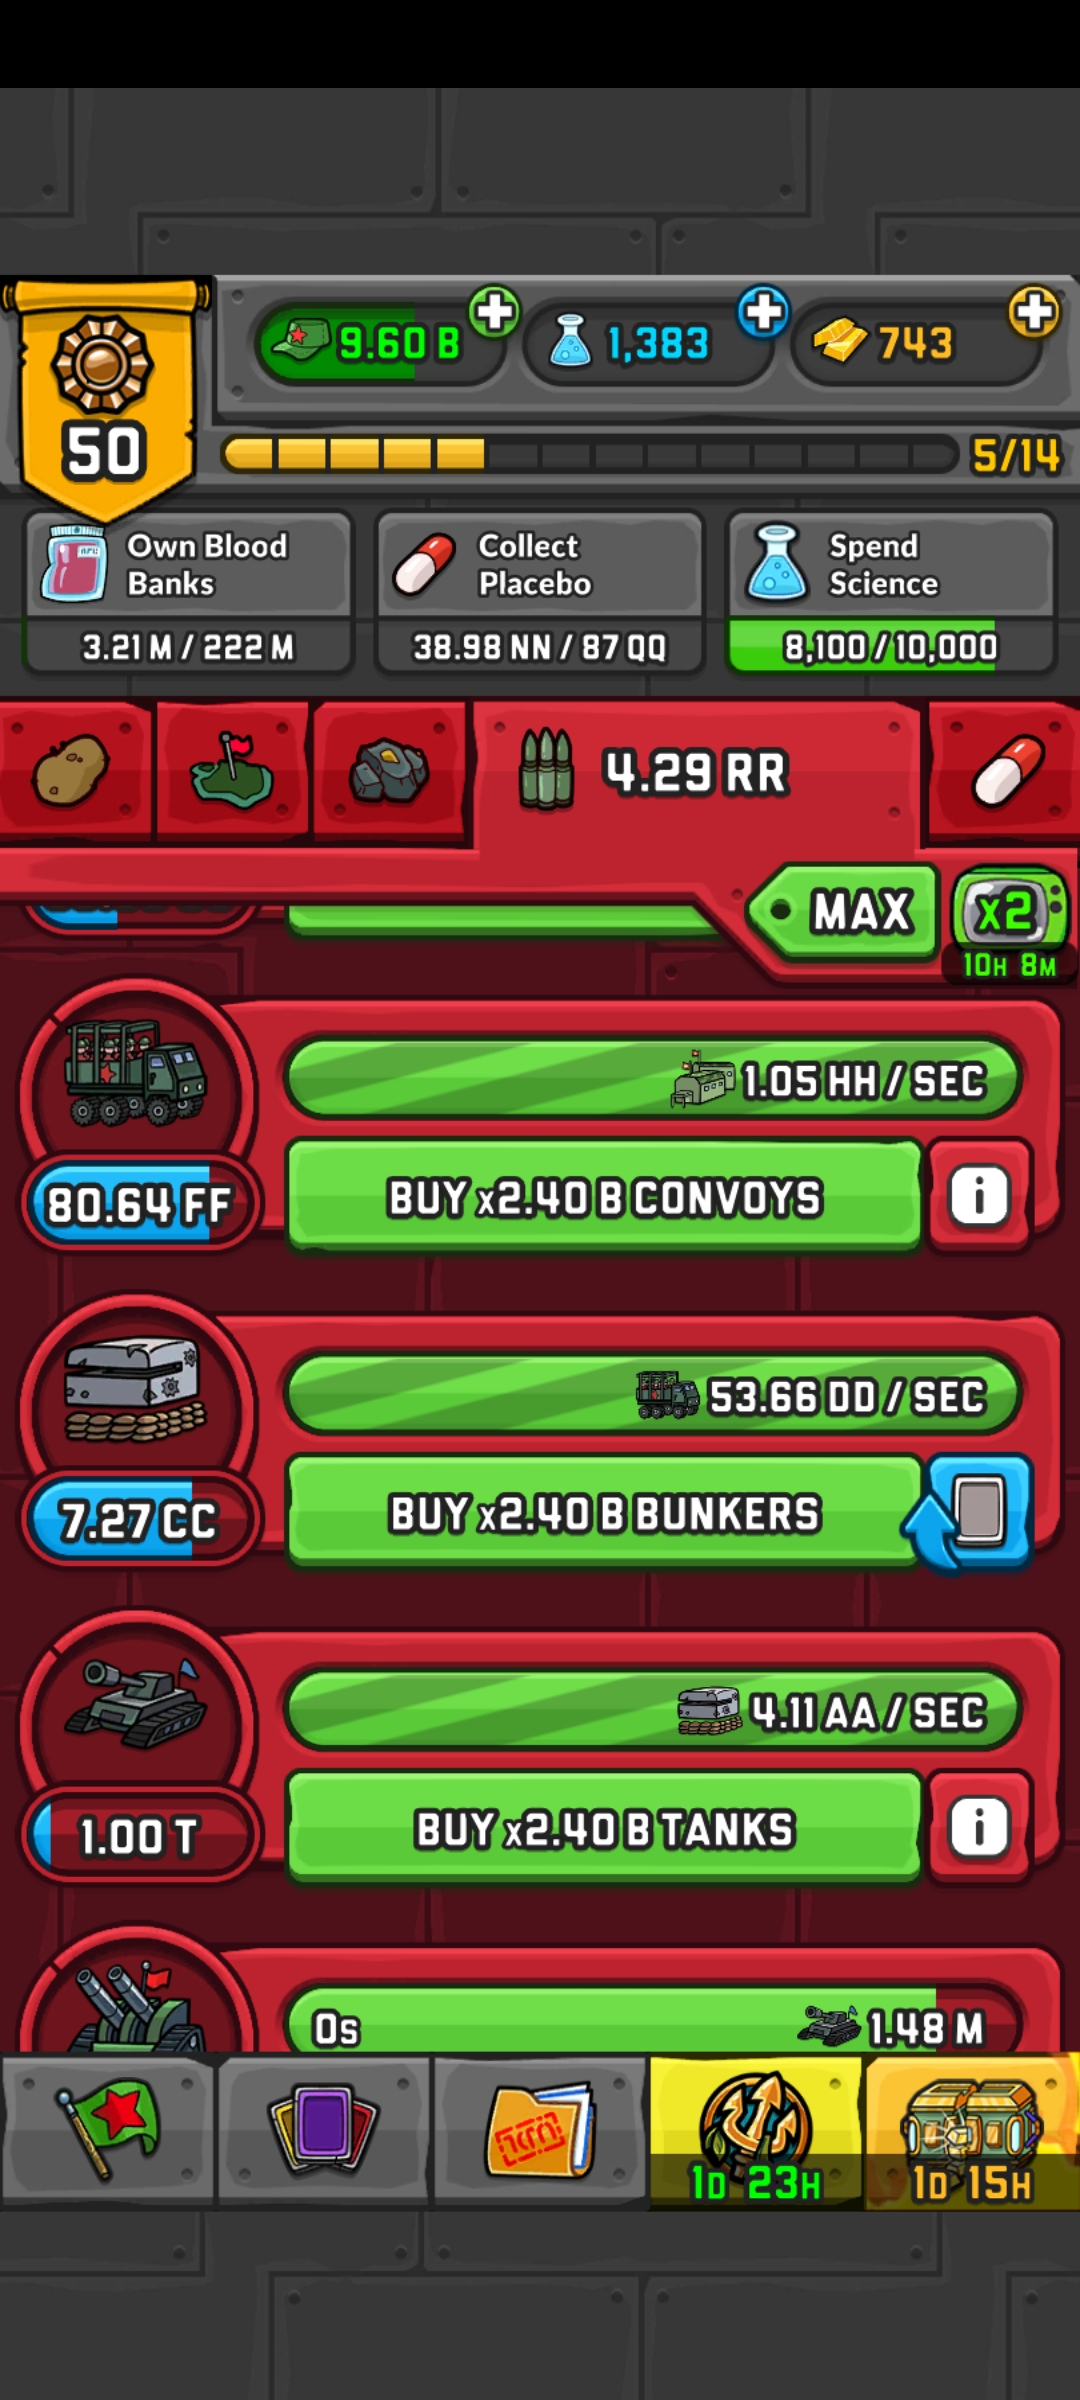 9.60 B
1,383
743
50
5/14
Own Blood
Banks
3.21 M / 222 M
Collect
Placebo
38.98 NN / 87 QQ
Spend
Science
8,100 / 10,000
4.29 RR
MAX
x2
10H 8M
1.05 HH / SEC
80.64 FF
BUY x2.40 B CONVOYS
i
53.66 DD / SEC
7.27 CC
BUY x2.40 B BUNKERS
4.11 AA / SEC
1.00 T
BUY x2.40 B TANKS
i
0s
1.48 M
1D 23H
1D 15H